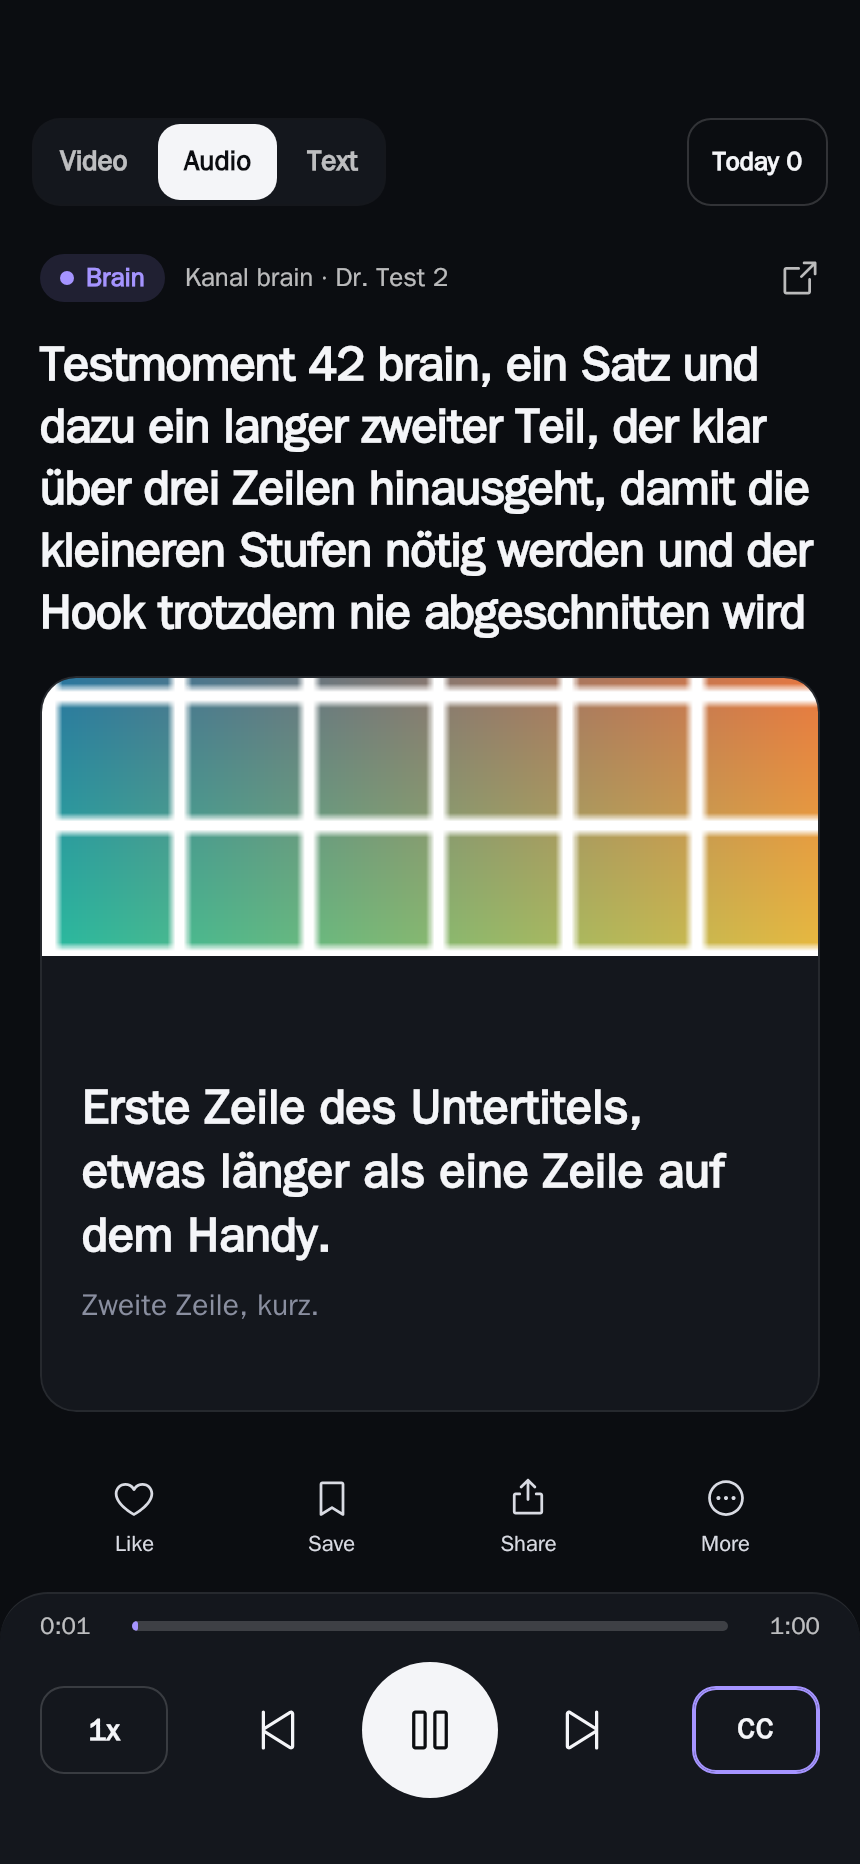 Video Audio Text Today 0
Brain Kanal brain · Dr. Test 2
Testmoment 42 brain, ein Satz und
dazu ein langer zweiter Teil, der klar
über drei Zeilen hinausgeht, damit die
kleineren Stufen nötig werden und der
Hook trotzdem nie abgeschnitten wird
Erste Zeile des Untertitels,
etwas länger als eine Zeile auf
dem Handy.
Zweite Zeile, kurz.
Like Save Share More
0:01 1:00
1x CC